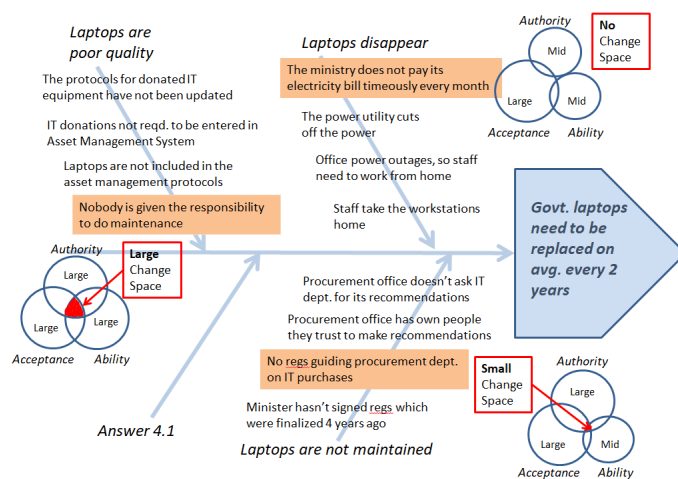 Laptops are
poor quality
The protocols for donated IT
equipment have not been updated
IT donations not reqd. to be entered in
Asset Management System
Laptops are not included in the
asset management protocols
Nobody is given the responsibility
to do maintenance
Laptops disappear
The ministry does not pay its
electricity bill timeously every month
The power utility cuts
off the power
Office power outages, so staff
need to work from home
Staff take the workstations
home
Authority
Mid
Large
Mid
Acceptance
Ability
No
Change
Space
Govt. laptops
need to be
replaced on
avg. every 2
years
Authority
Large
Large
Large
Acceptance
Ability
Large
Change
Space
Answer 4.1
Procurement office doesn't ask IT
dept. for its recommendations
Procurement office has own people
they trust to make recommendations
No regs guiding procurement dept.
on IT purchases
Minister hasn't signed regs which
were finalized 4 years ago
Laptops are not maintained
Small
Change
Space
Authority
Large
Large
Mid
Acceptance
Ability